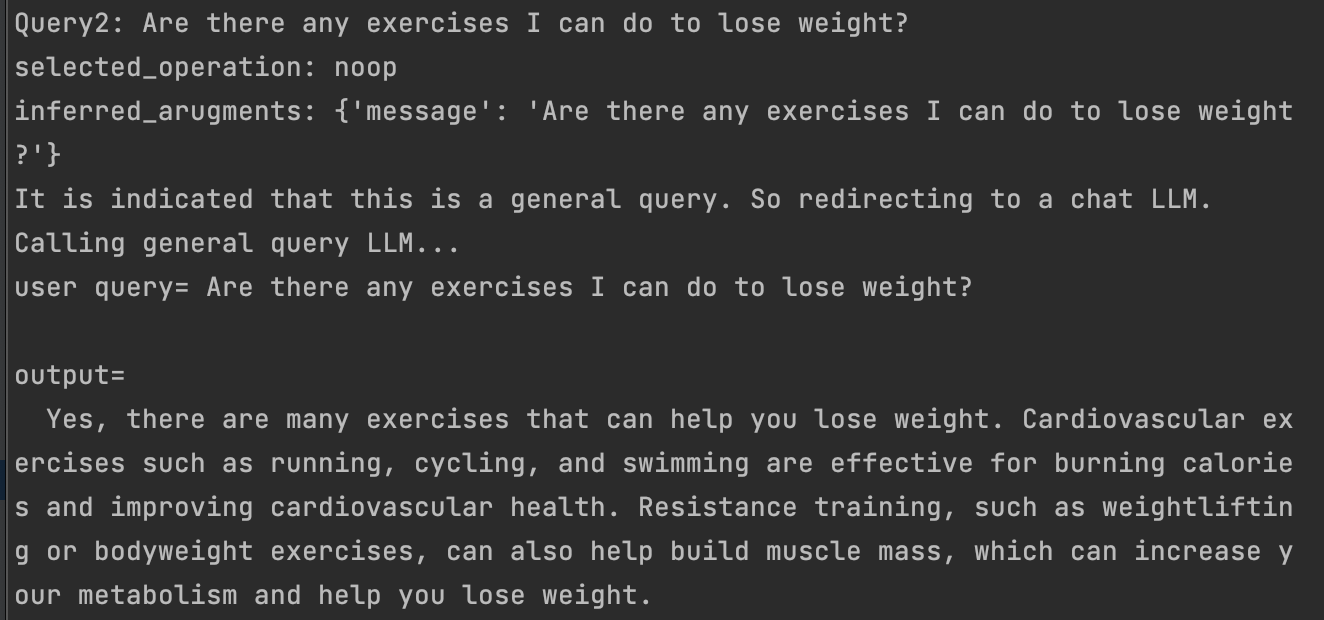 Query2: Are there any exercises I can do to lose weight?
selected_operation: noop
inferred_arugments: {'message': 'Are there any exercises I can do to lose weight
?'}
It is indicated that this is a general query. So redirecting to a chat LLM.
Calling general query LLM...
user query= Are there any exercises I can do to lose weight?
output=
Yes, there are many exercises that can help you lose weight. Cardiovascular ex
ercises such as running, cycling, and swimming are effective for burning calorie
s and improving cardiovascular health. Resistance training, such as weightliftin
g or bodyweight exercises, can also help build muscle mass, which can increase y
our metabolism and help you lose weight.